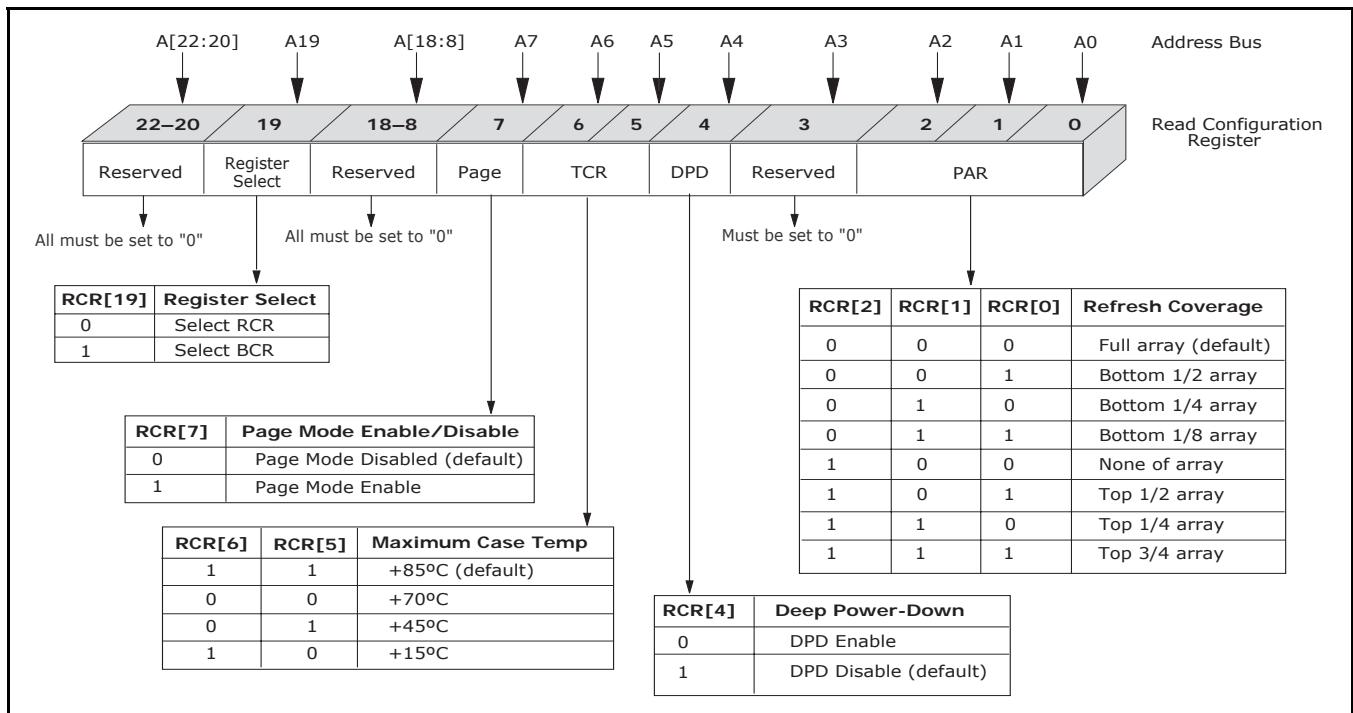 A[22:20] A19 A[18:8] A7 A6 A5 A4 A3 A2 A1 A0 Address Bus
22–20 19 18–8 7 6 5 4 3 2 1 0 Read Configuration
Register
Reserved Register Select Reserved Page TCR DPD Reserved PAR
All must be set to "0" All must be set to "0" Must be set to "0"
RCR[19] Register Select
0 Select RCR
1 Select BCR
RCR[2] RCR[1] RCR[0] Refresh Coverage
0 0 0 Full array (default)
0 0 1 Bottom 1/2 array
0 1 0 Bottom 1/4 array
0 1 1 Bottom 1/8 array
1 0 0 None of array
1 0 1 Top 1/2 array
1 1 0 Top 1/4 array
1 1 1 Top 3/4 array
RCR[7] Page Mode Enable/Disable
0 Page Mode Disabled (default)
1 Page Mode Enable
RCR[6] RCR[5] Maximum Case Temp
1 1 +85ºC (default)
0 0 +70ºC
0 1 +45ºC
1 0 +15ºC
RCR[4] Deep Power-Down
0 DPD Enable
1 DPD Disable (default)